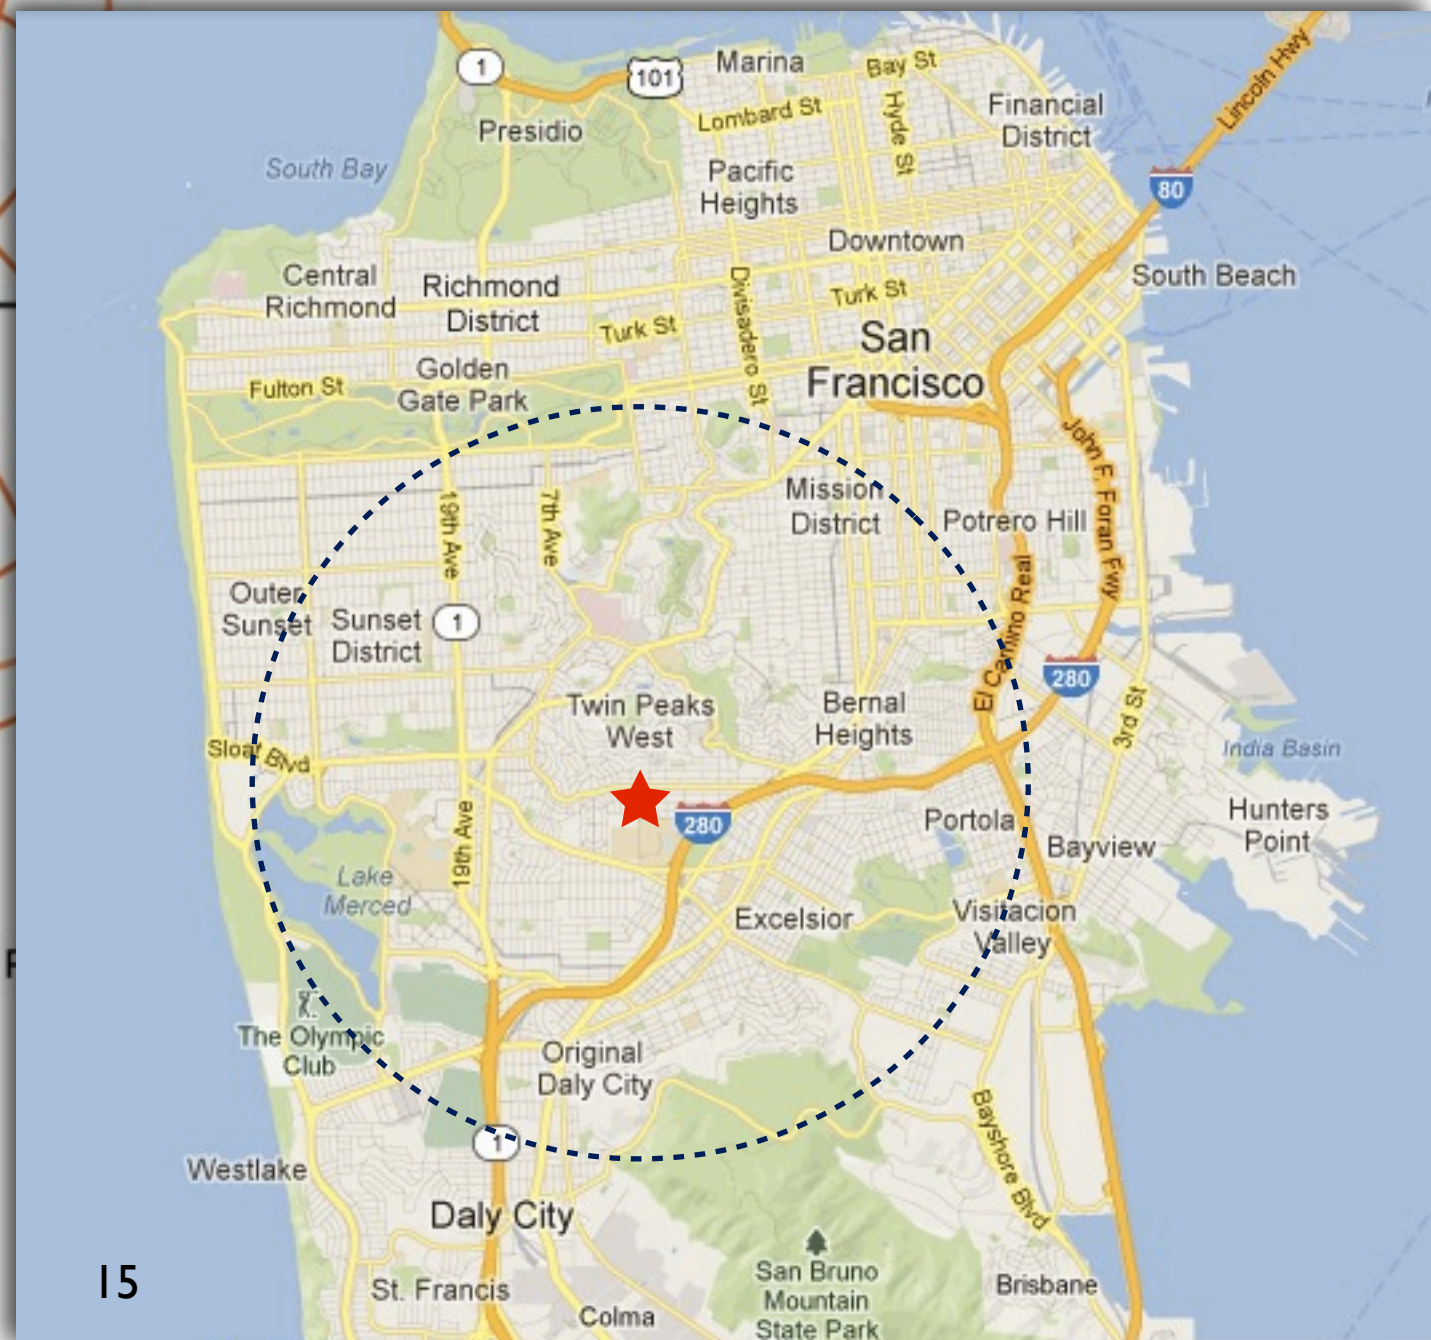 1
101
Marina
Bay St
Lincoln Hwy
Lombard St
Hyde St
Financial
District
Presidio
South Bay
Pacific
Heights
80
Downtown
South Beach
Central
Richmond
Richmond
District
Divisadero St
Turk St
Turk St
San
Francisco
Fulton St
Golden
Gate Park
John F. Foran Fwy
19th Ave
7th Ave
Mission
District
Potrero Hill
El Camino Real
Outer
Sunset
Sunset
District
1
280
Twin Peaks
West
Bernal
Heights
3rd St
India Basin
Sloat Blvd
280
Portola
Hunters
Point
Bayview
19th Ave
Lake
Merced
Excelsior
Visitacion
Valley
The Olympic
Club
Original
Daly City
Bayshore Blvd
1
Westlake
Daly City
15
St. Francis
Colma
San Bruno
Mountain
State Park
Brisbane